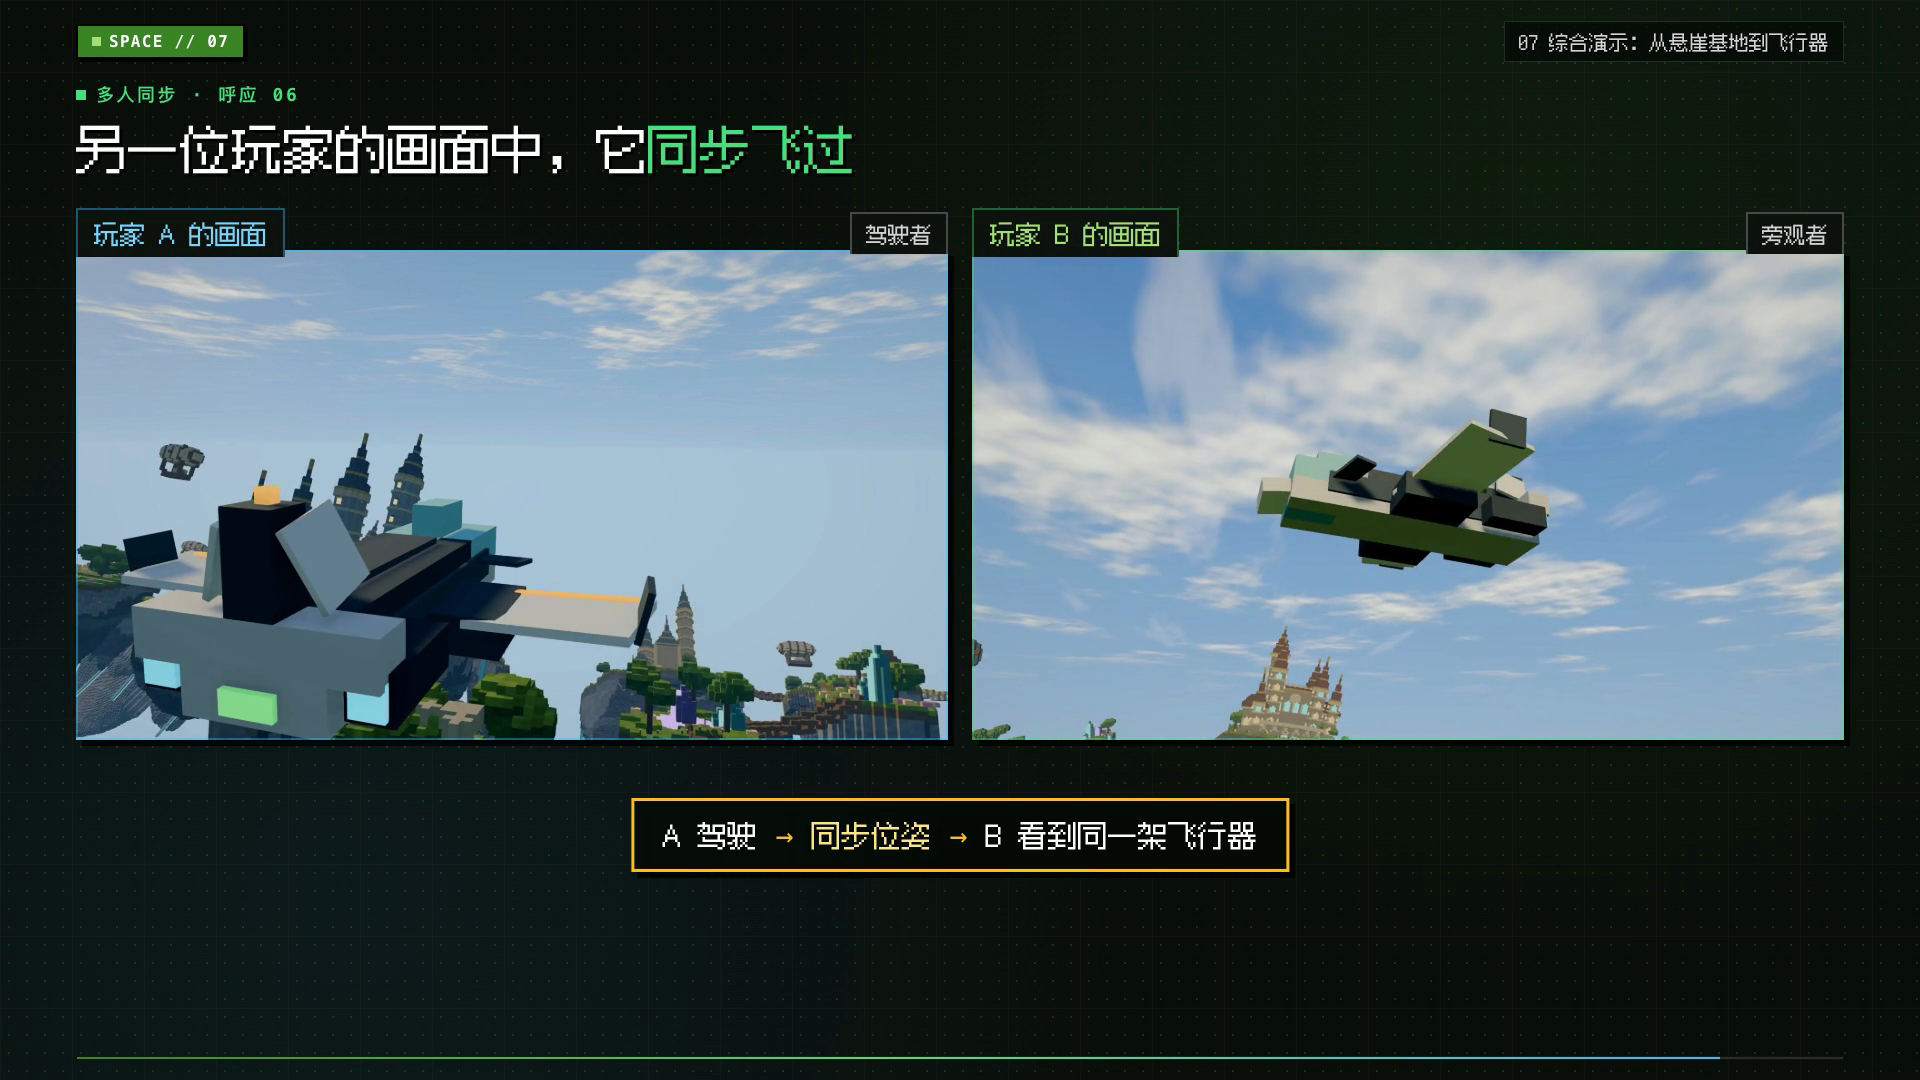 SPACE // 07
07 综合演示：从悬崖基地到飞行器
多人同步 · 呼应 06
另一位玩家的画面中，它同步飞过
玩家 A 的画面
驾驶者
玩家 B 的画面
旁观者
A 驾驶 → 同步位姿 → B 看到同一架飞行器